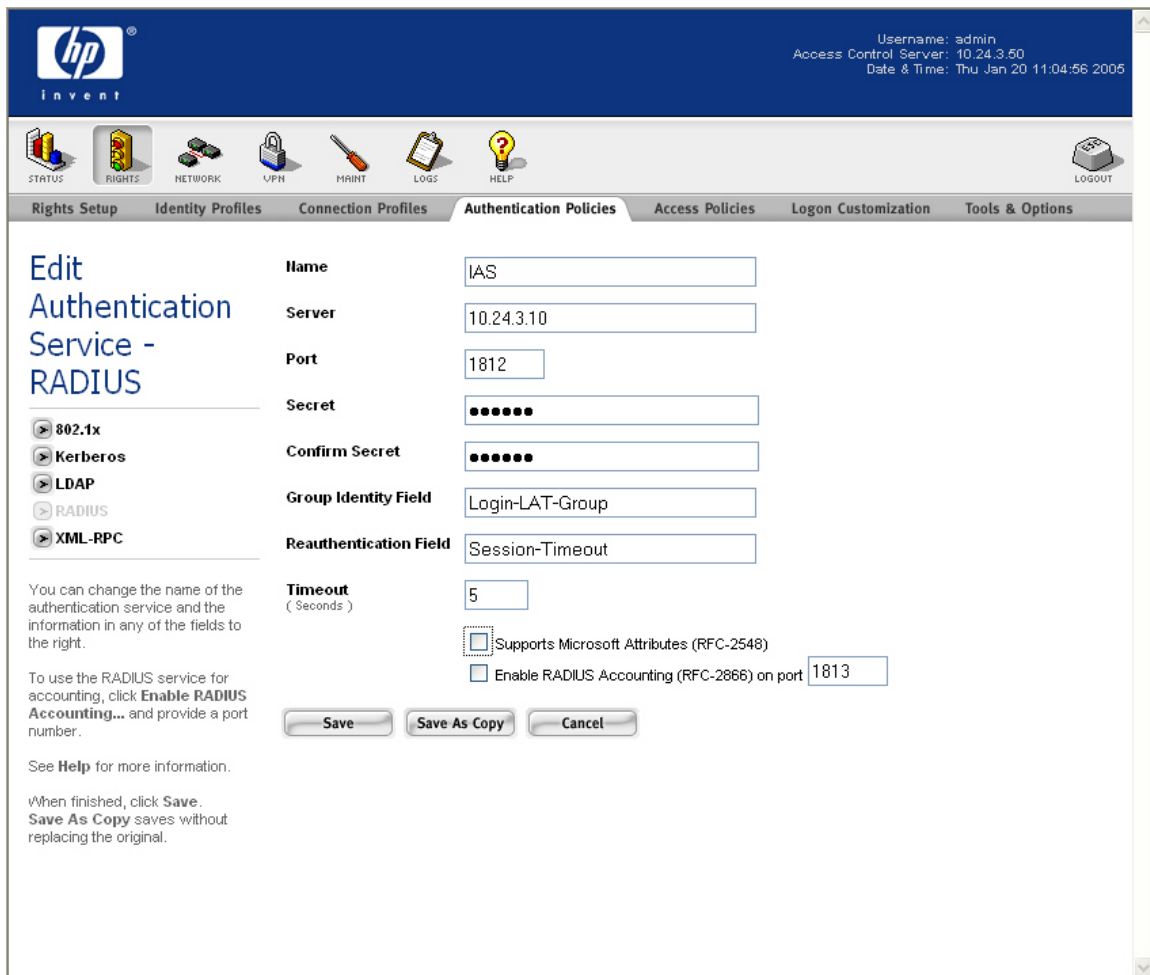 hp
®
invent
Username: admin
Access Control Server: 10.24.3.50
Date & Time: Thu Jan 20 11:04:56 2005
STATUS RIGHTS NETWORK VPN MAINT LOGS HELP LOGOUT
Rights Setup Identity Profiles Connection Profiles Authentication Policies Access Policies Logon Customization Tools & Options
Edit
Authentication
Service -
RADIUS
802.1x
Kerberos
LDAP
RADIUS
XML-RPC
You can change the name of the
authentication service and the
information in any of the fields to
the right.
To use the RADIUS service for
accounting, click Enable RADIUS
Accounting... and provide a port
number.
See Help for more information.
When finished, click Save.
Save As Copy saves without
replacing the original.
Name IAS
Server 10.24.3.10
Port 1812
Secret ●●●●●●
Confirm Secret ●●●●●●
Group Identity Field Login-LAT-Group
Reauthentication Field Session-Timeout
Timeout 5
( Seconds )
Supports Microsoft Attributes (RFC-2548)
Enable RADIUS Accounting (RFC-2866) on port 1813
Save Save As Copy Cancel